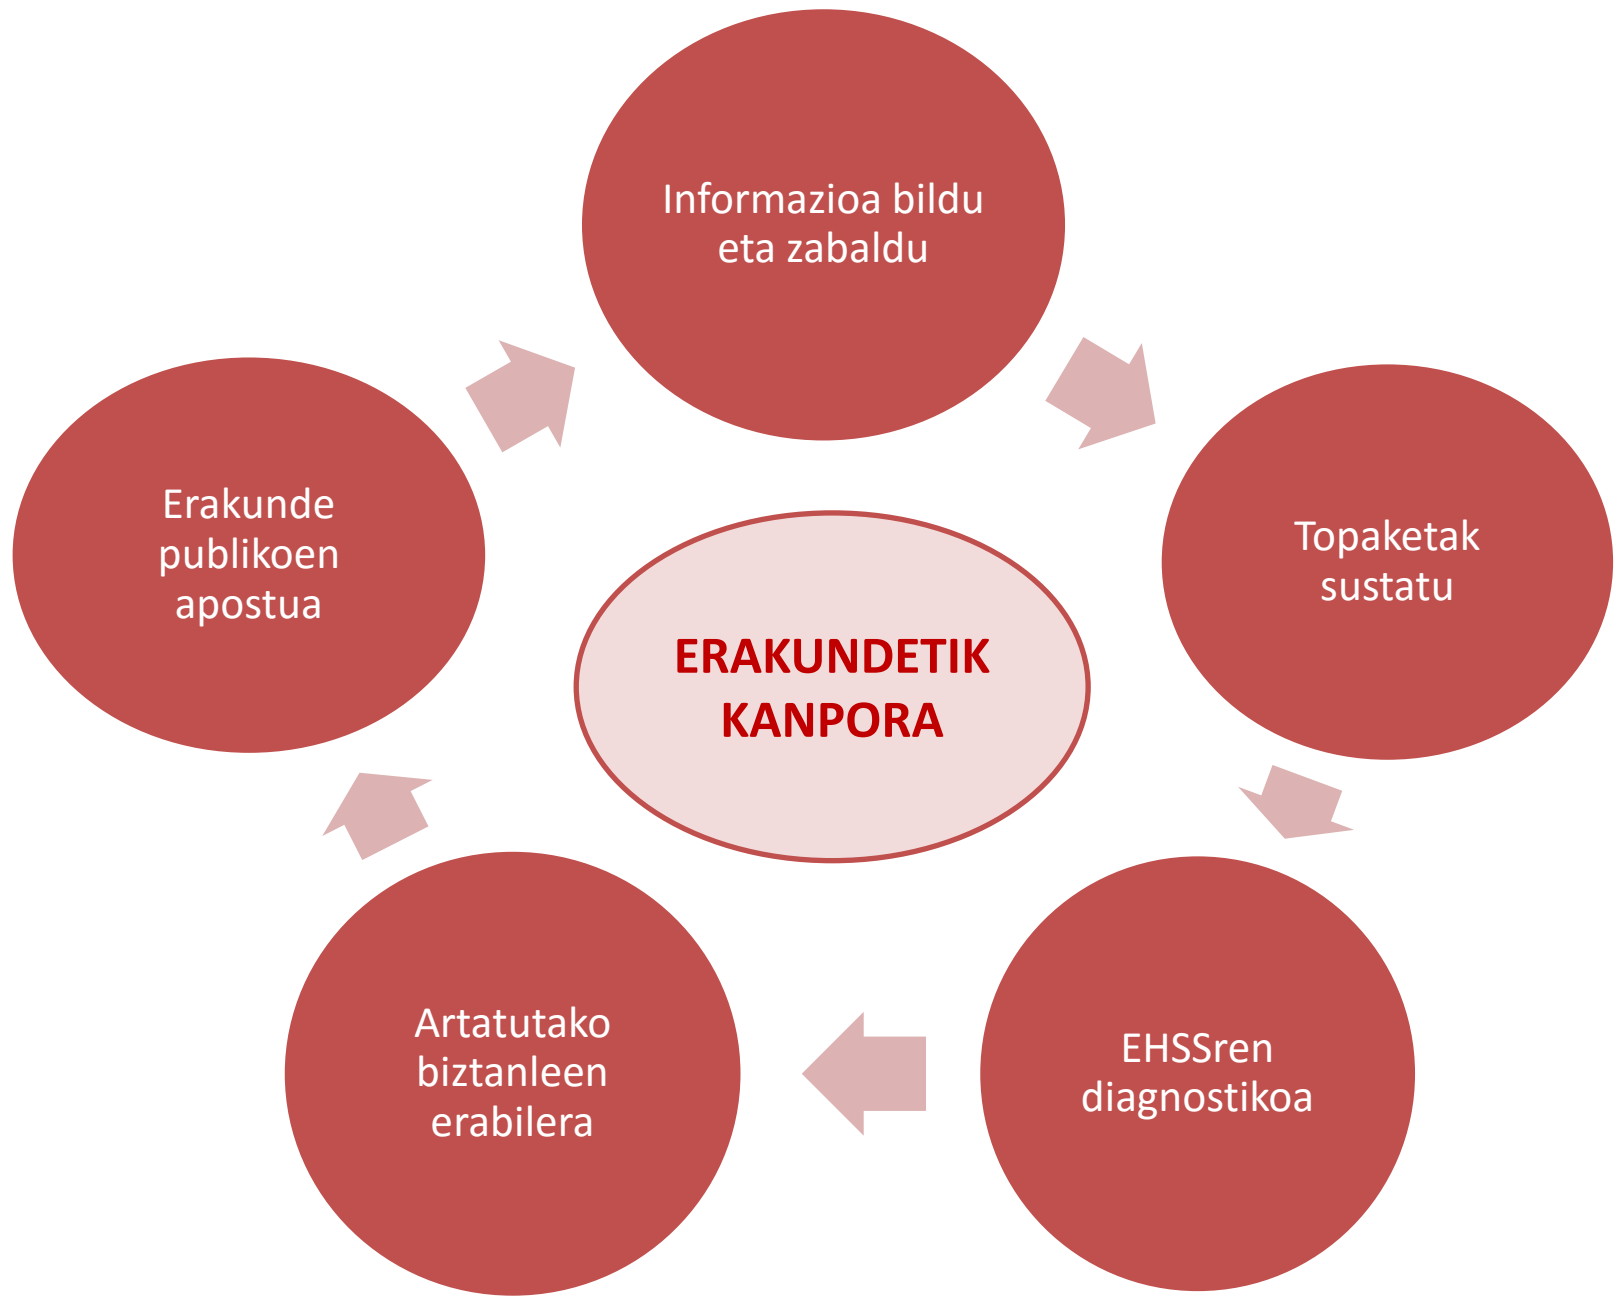 Informazioa bildu
eta zabaldu
Topaketak
sustatu
EHSSren
diagnostikoa
Artatutako
biztanleen
erabilera
Erakunde
publikoen
apostua
ERAKUNDETIK
KANPORA